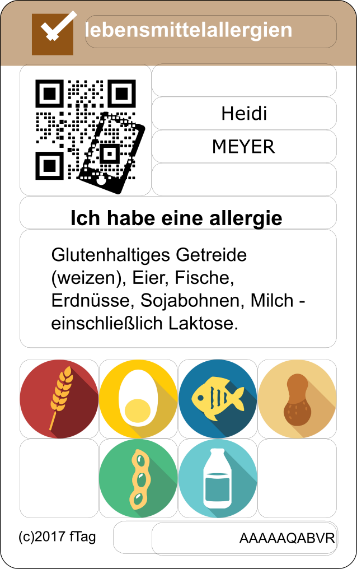 lebensmittelallergien
Heidi
MEYER
Ich habe eine allergie
Glutenhaltiges Getreide
(weizen), Eier, Fische,
Erdnüsse, Sojabohnen, Milch -
einschließlich Laktose.
(c)2017 fTag
AAAAAQABVR